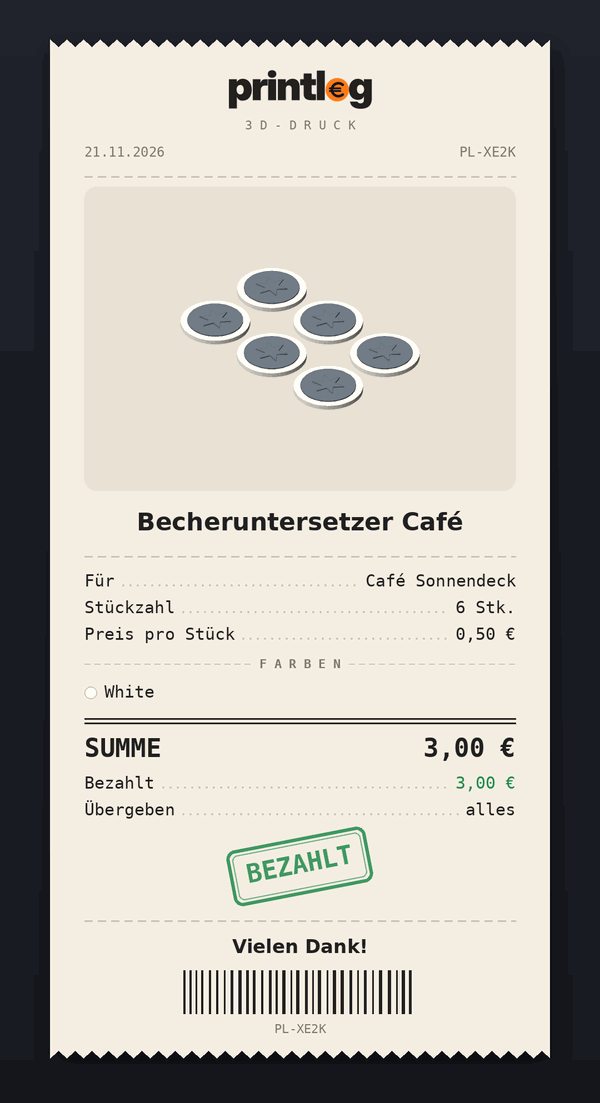 printl€g
3D-DRUCK
21.11.2026 PL-XE2K
Becheruntersetzer Café
Für Café Sonnendeck
Stückzahl 6 Stk.
Preis pro Stück 0,50 €
FARBEN
White
SUMME 3,00 €
Bezahlt 3,00 €
Übergeben alles
BEZAHLT
Vielen Dank!
PL-XE2K